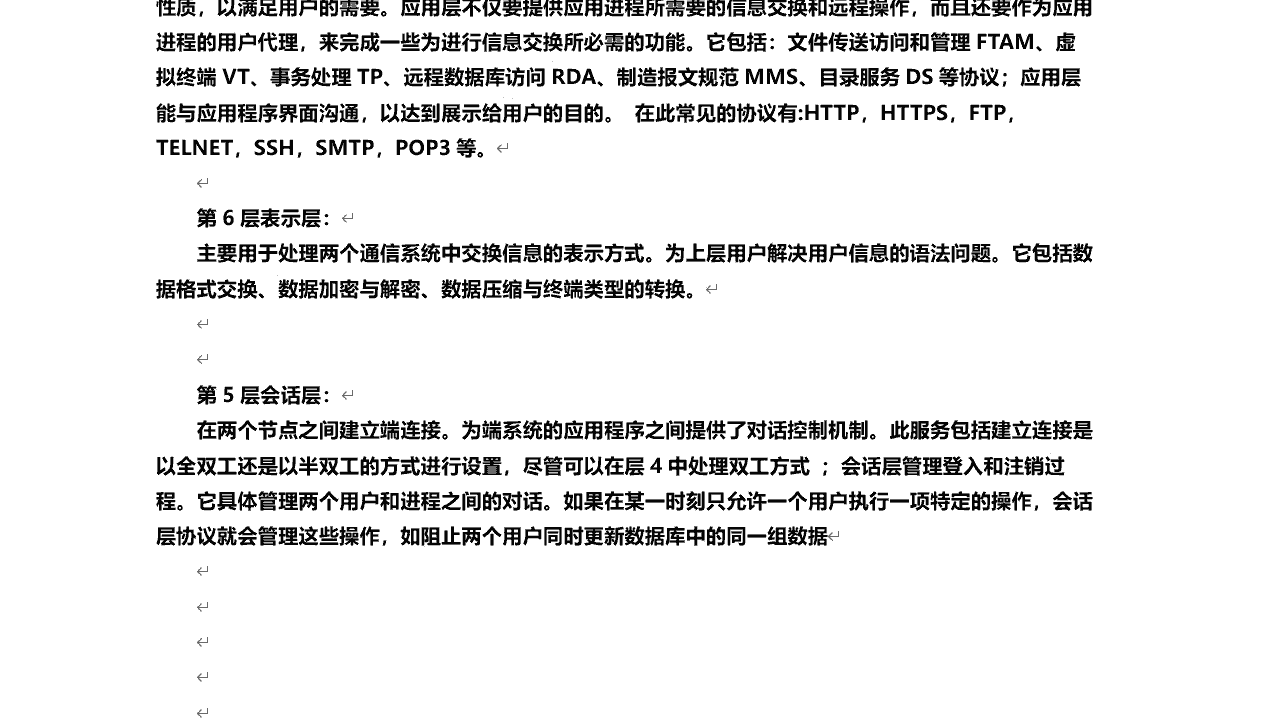 性质，以满足用户的需要。应用层不仅要提供应用进程所需要的信息交换和远程操作，而且还要作为应用
进程的用户代理，来完成一些为进行信息交换所必需的功能。它包括：文件传送访问和管理 FTAM、虚
拟终端 VT、事务处理 TP、远程数据库访问 RDA、制造报文规范 MMS、目录服务 DS 等协议；应用层
能与应用程序界面沟通，以达到展示给用户的目的。 在此常见的协议有:HTTP，HTTPS，FTP，
TELNET，SSH，SMTP，POP3 等。
第 6 层表示层：
主要用于处理两个通信系统中交换信息的表示方式。为上层用户解决用户信息的语法问题。它包括数
据格式交换、数据加密与解密、数据压缩与终端类型的转换。
第 5 层会话层：
在两个节点之间建立端连接。为端系统的应用程序之间提供了对话控制机制。此服务包括建立连接是
以全双工还是以半双工的方式进行设置，尽管可以在层 4 中处理双工方式 ；会话层管理登入和注销过
程。它具体管理两个用户和进程之间的对话。如果在某一时刻只允许一个用户执行一项特定的操作，会话
层协议就会管理这些操作，如阻止两个用户同时更新数据库中的同一组数据